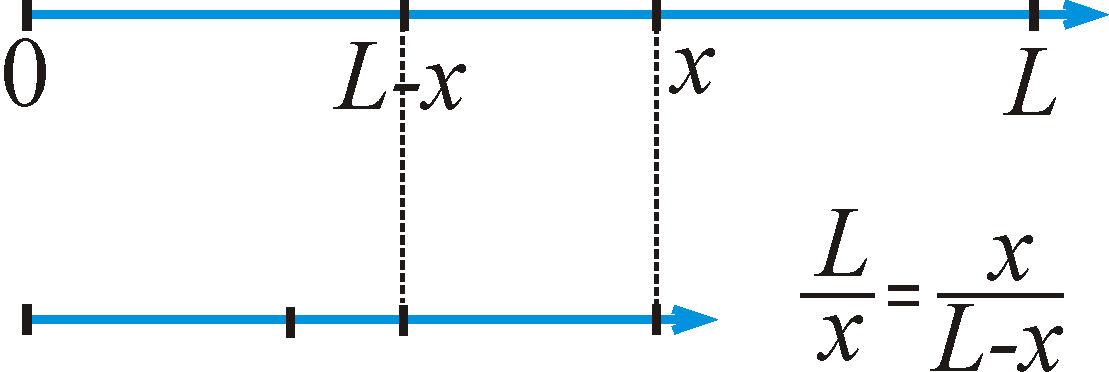 0 L-x x L
L/x = x/L-x